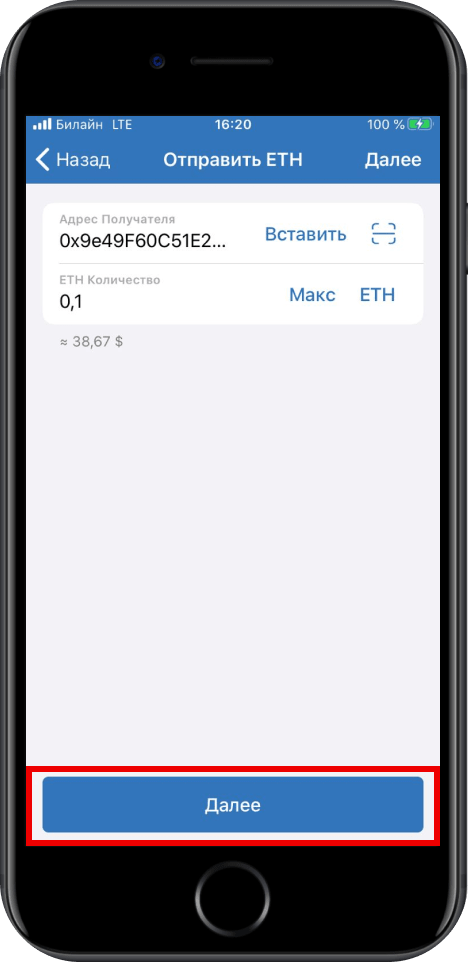 Билайн LTE 16:20 100 %
Назад Отправить ETH Далее
Адрес Получателя
0x9e49F60C51E2... Вставить
ETH Количество
0,1 Макс ETH
≈ 38,67 $
Далее